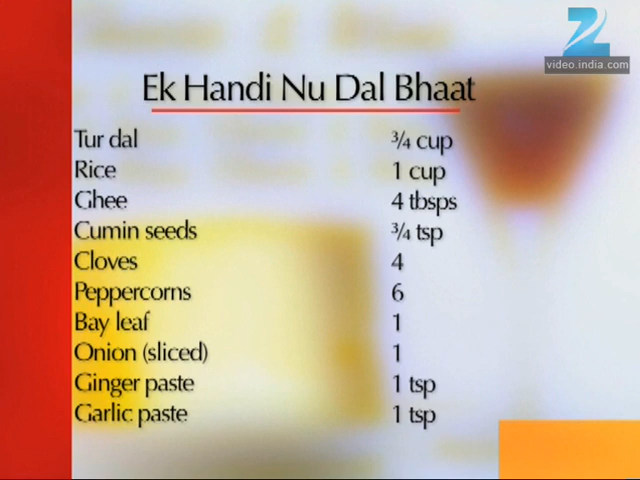 Z
video.india.com
Ek Handi Nu Dal Bhaat
Tur dal ¾ cup
Rice 1 cup
Ghee 4 tbsps
Cumin seeds ¾ tsp
Cloves 4
Peppercorns 6
Bay leaf 1
Onion (sliced) 1
Ginger paste 1 tsp
Garlic paste 1 tsp